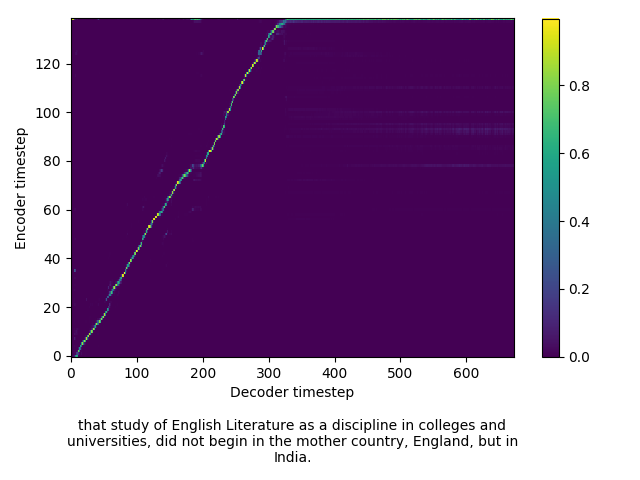 120
100
80
60
40
20
0
Encoder timestep
0 100 200 300 400 500 600
Decoder timestep
0.8
0.6
0.4
0.2
0.0
that study of English Literature as a discipline in colleges and
universities, did not begin in the mother country, England, but in
India.